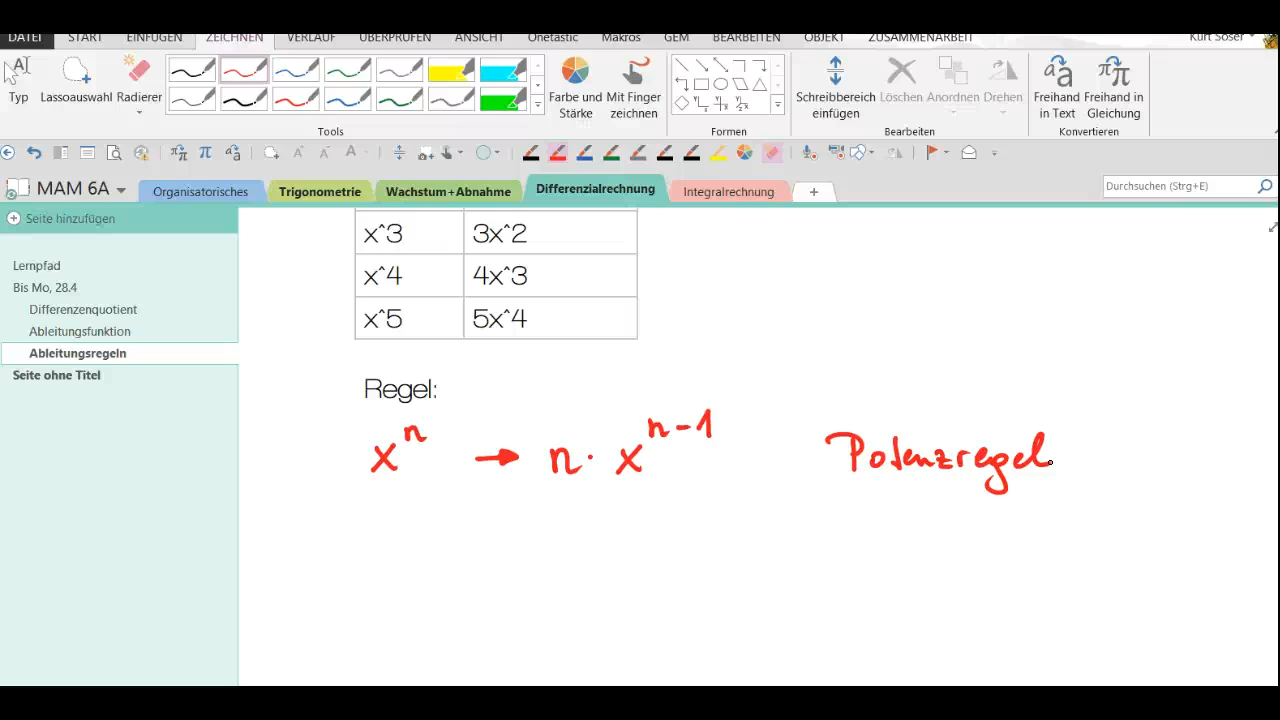 DATEI START EINFÜGEN ZEICHNEN VERLAUF ÜBERPRÜFEN ANSICHT Onetastic Makros GEM BEARBEITEN OBJEKT ZUSAMMENARBEIT Kurt Söser
Typ Lassoauswahl Radierer Farbe und Stärke Mit Finger zeichnen Schreibbereich einfügen Löschen Anordnen Drehen Freihand in Text Freihand in Gleichung
Tools Formen Bearbeiten Konvertieren
MAM 6A Organisatorisches Trigonometrie Wachstum+Abnahme Differenzialrechnung Integralrechnung + Durchsuchen (Strg+E)
Seite hinzufügen
Lernpfad
Bis Mo, 28.4
Differenzenquotient
Ableitungsfunktion
Ableitungsregeln
Seite ohne Titel
x^3 3x^2
x^4 4x^3
x^5 5x^4
Regel:
xⁿ → n · xⁿ⁻¹ Potenzregel